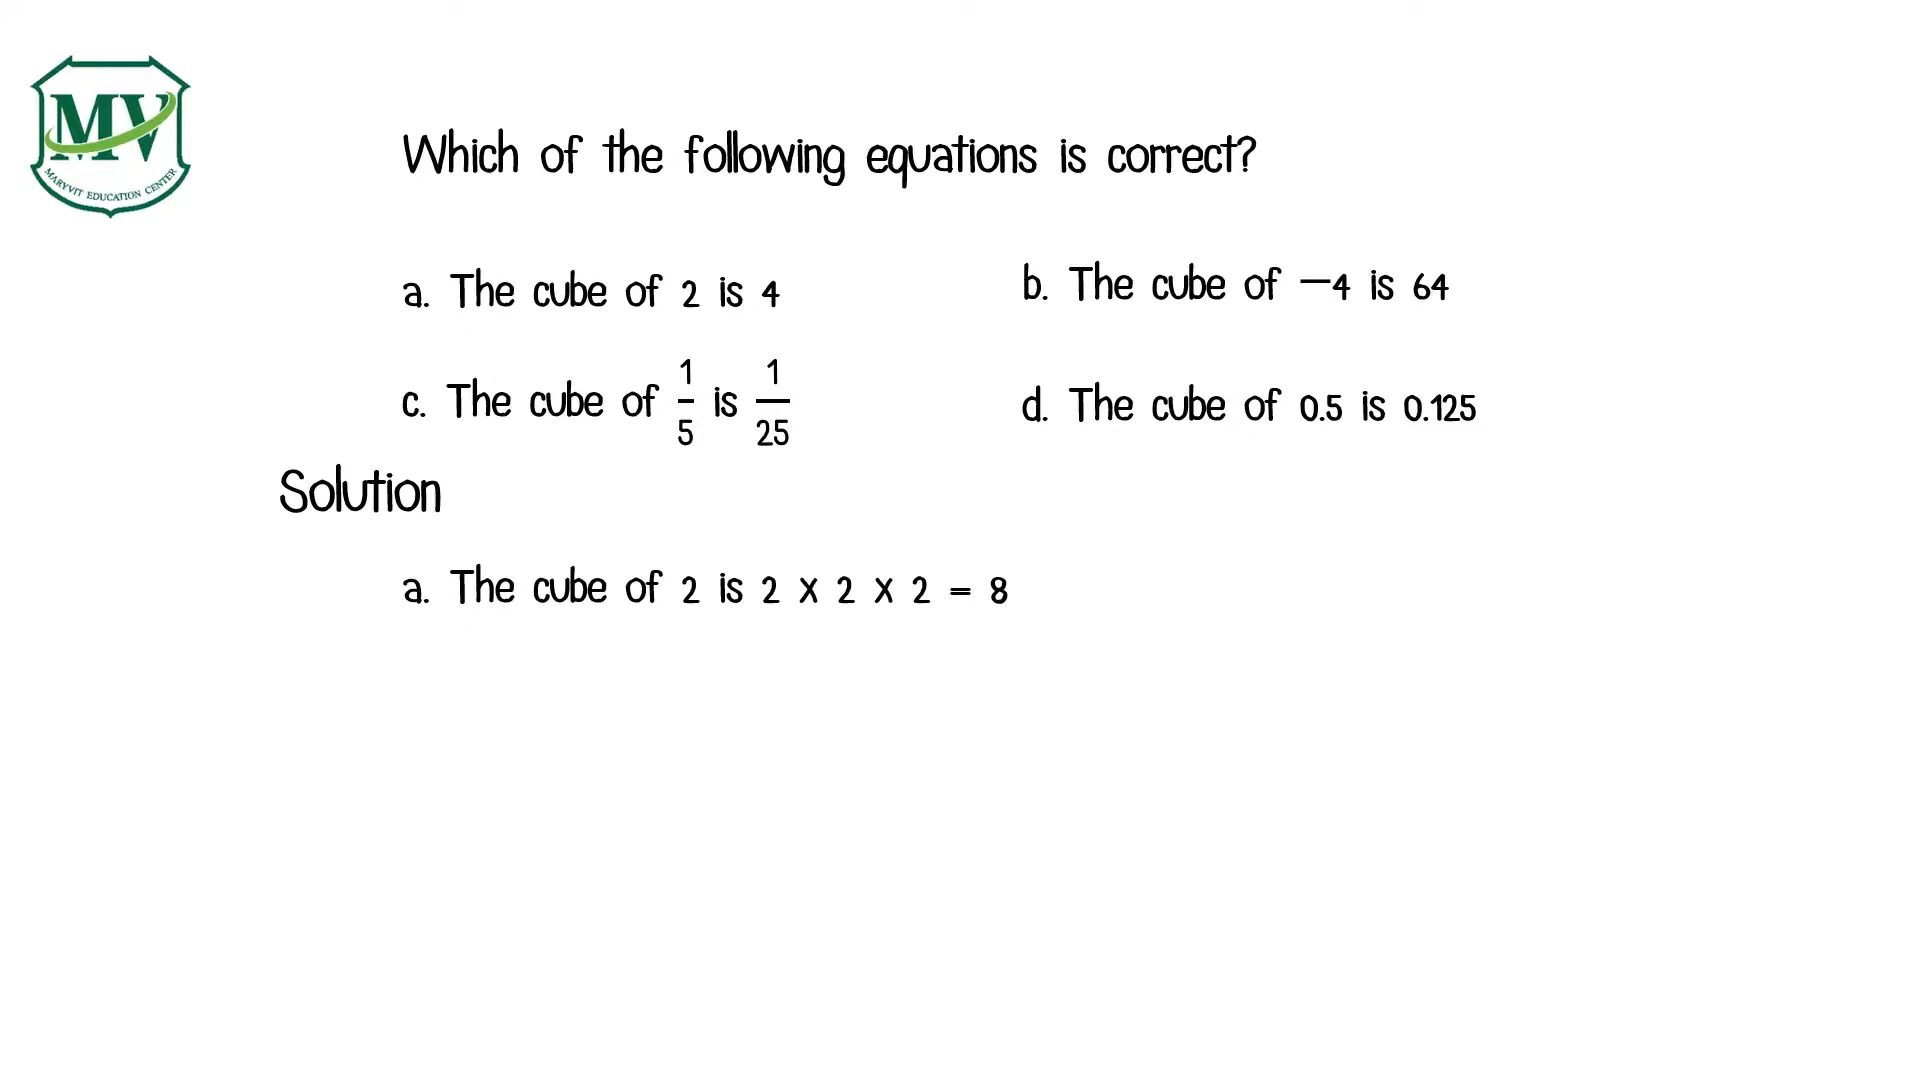 MV
MARYVIT EDUCATION CENTER
Which of the following equations is correct?
a. The cube of 2 is 4
b. The cube of −4 is 64
c. The cube of 1/5 is 1/25
d. The cube of 0.5 is 0.125
Solution
a. The cube of 2 is 2 x 2 x 2 = 8